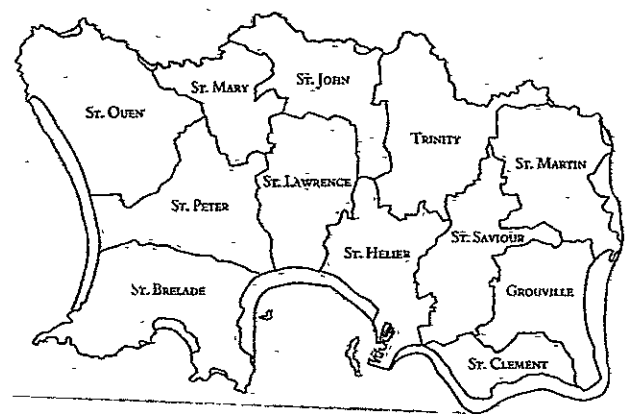 St. John
St. Mary
St. Ouen
Trinity
St. Martin
St. Lawrence
St. Peter
St. Saviour
St. Helier
St. Brelade
Grouville
St. Clement